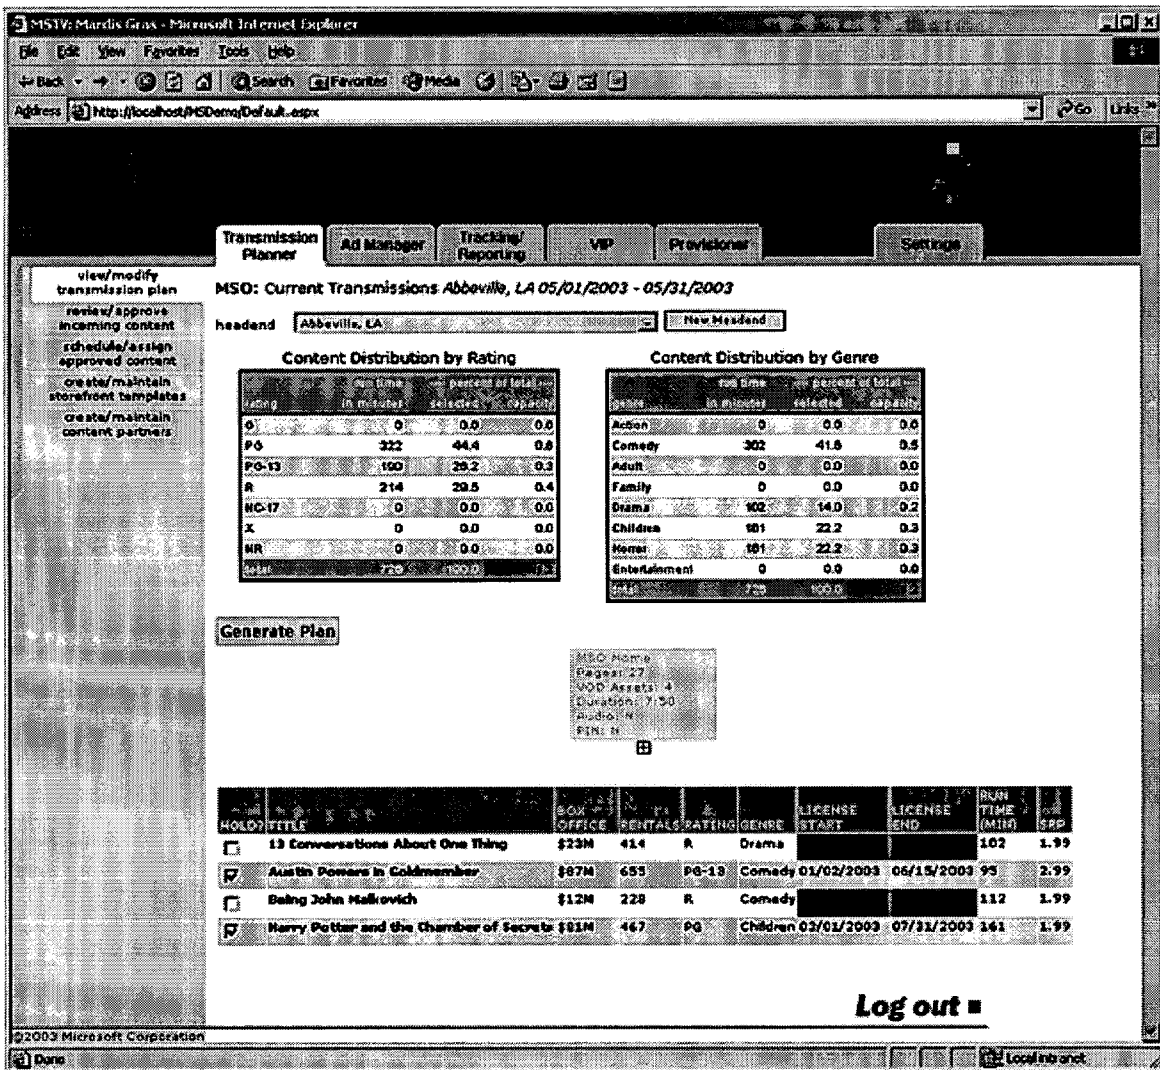 MSTV: Mardis Gras - Microsoft Internet Explorer
File Edit View Favorites Tools Help
Back Search Favorites Media
Address http://localhost/MSDemo/Default.aspx Go Links
Transmission Planner Ad Manager Tracking/Reporting VIP Provisioner Settings
view/modify transmission plan
review/approve incoming content
schedule/assign approved content
create/maintain storefront templates
create/maintain content partners
MSO: Current Transmissions Abbeville, LA 05/01/2003 - 05/31/2003
headend Abbeville, LA New Headend
Content Distribution by Rating
run time percent of total
rating in minutes selected capacity
G 0 0.0 0.0
PG 322 44.4
PG-13 190 26.2 0.3
R 214 29.5 0.4
NC-17 0 0.0 0.0
X 0 0.0 0.0
NR 0 0.0 0.0
total 100.0
Content Distribution by Genre
run time percent of total
genre in minutes selected capacity
Action 0 0.0 0.0
Comedy 302 0.5
Adult 0 0.0 0.0
Family 0 0.0 0.0
Drama 102 14.0 0.2
Children 161 22.2 0.3
Horror 161 22.2 0.3
Entertainment 0 0.0 0.0
total 100.0
Generate Plan
MSO Name
Pages: 27
VOD Assets: 4
Duration: 7:50
Audio: N
PIN: N
HOLD? TITLE BOX OFFICE RENTALS RATING GENRE LICENSE START LICENSE END RUN TIME (MIN) SRP
13 Conversations About One Thing $23M 414 R Drama 102 1.99
Austin Powers in Goldmember $87M 655 PG-13 Comedy 01/02/2003 06/15/2003 95 2.99
Being John Malkovich $12M 228 R Comedy 112 1.99
Harry Potter and the Chamber of Secrets $81M 467 PG Children 07/31/2003 161 1.99
Log out
©2003 Microsoft Corporation
Done Local intranet